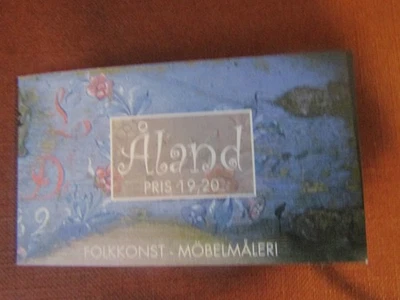 Åland
PRIS 19,20
FOLKKONST - MÖBELMÅLERI